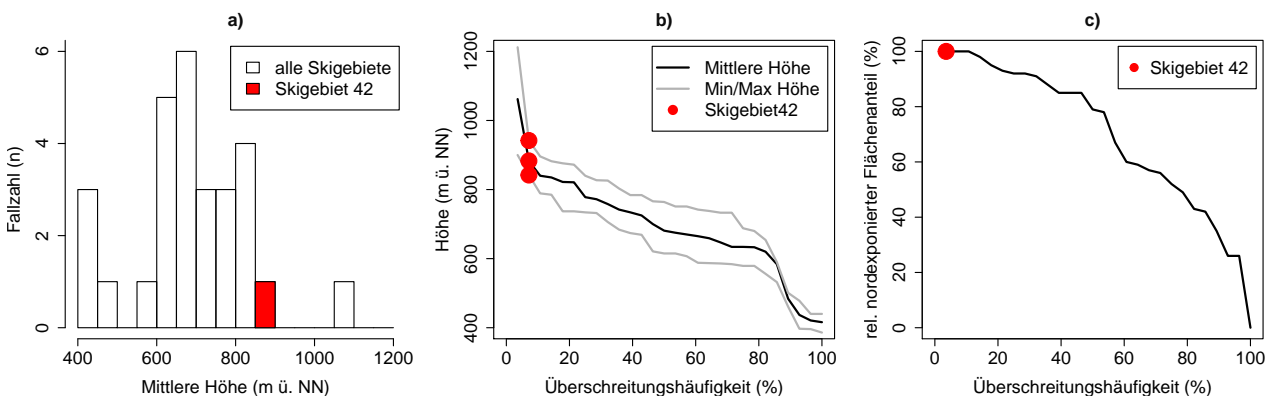 a)
6
4
2
0
Fallzahl (n)
400 600 800 1000 1200
Mittlere Höhe (m ü. NN)
alle Skigebiete
Skigebiet 42
b)
1200
1000
800
600
400
Höhe (m ü. NN)
0 20 40 60 80 100
Überschreitungshäufigkeit (%)
Mittlere Höhe
Min/Max Höhe
Skigebiet42
c)
100
80
60
40
20
0
rel. nordexponierter Flächenanteil (%)
0 20 40 60 80 100
Überschreitungshäufigkeit (%)
Skigebiet 42